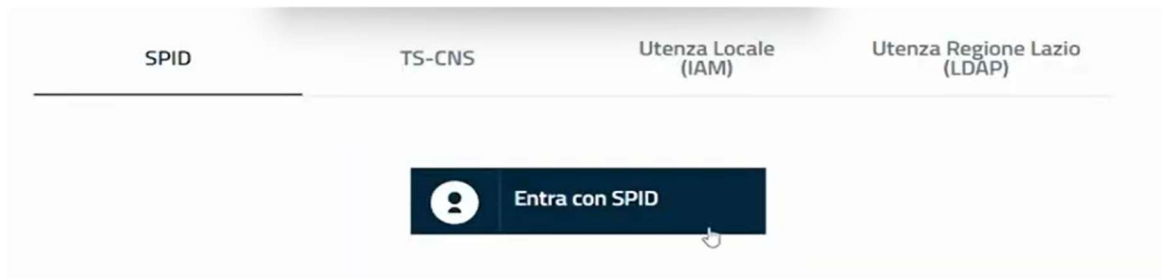 SPID
TS-CNS
Utenza Locale
(IAM)
Utenza Regione Lazio
(LDAP)
Entra con SPID